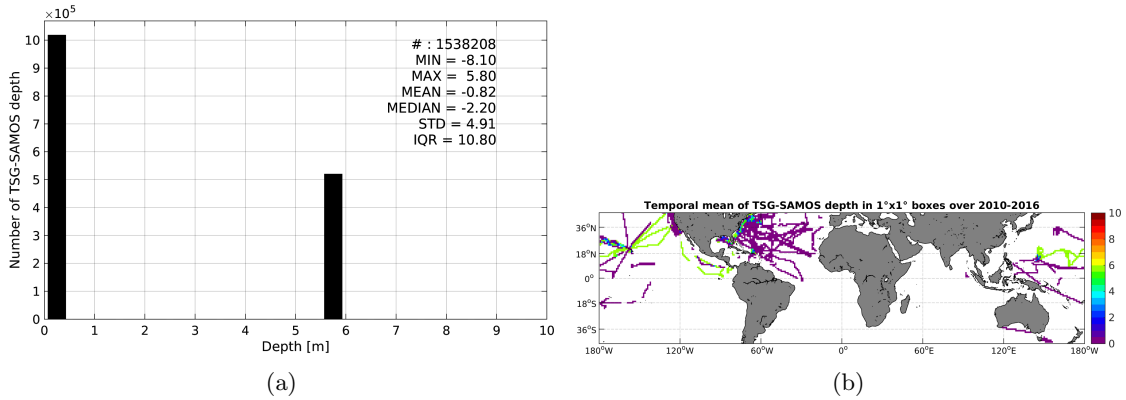 ×10⁵
# : 1538208
MIN = -8.10
MAX = 5.80
MEAN = -0.82
MEDIAN = -2.20
STD = 4.91
IQR = 10.80
Number of TSG-SAMOS depth
10
9
8
7
6
5
4
3
2
1
0
0 1 2 3 4 5 6 7 8 9 10
Depth [m]
(a)
Temporal mean of TSG-SAMOS depth in 1°x1° boxes over 2010-2016
36°N
18°N
0°
18°S
36°S
180°W 120°W 60°W 0° 60°E 120°E 180°W
10
8
6
4
2
0
(b)